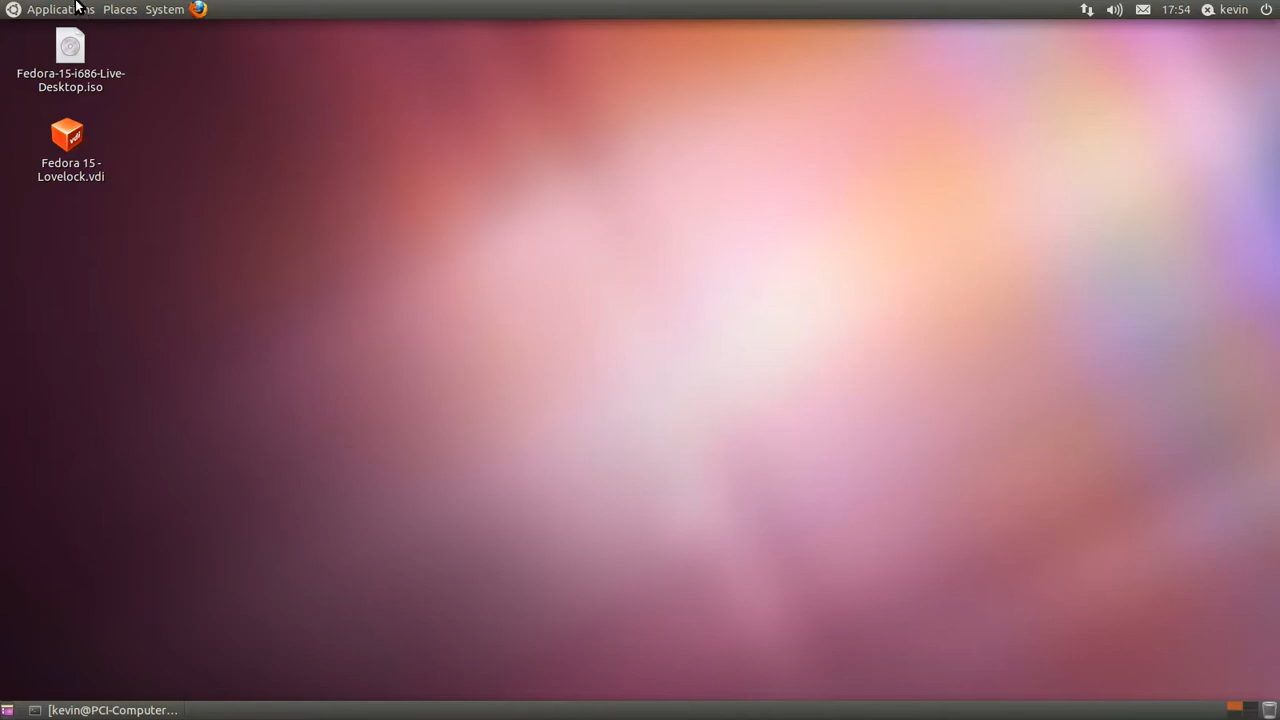 Applications Places System 17:54 kevin
Fedora-15-i686-Live-
Desktop.iso
vdi
Fedora 15 -
Lovelock.vdi
[kevin@PCI-Computer...